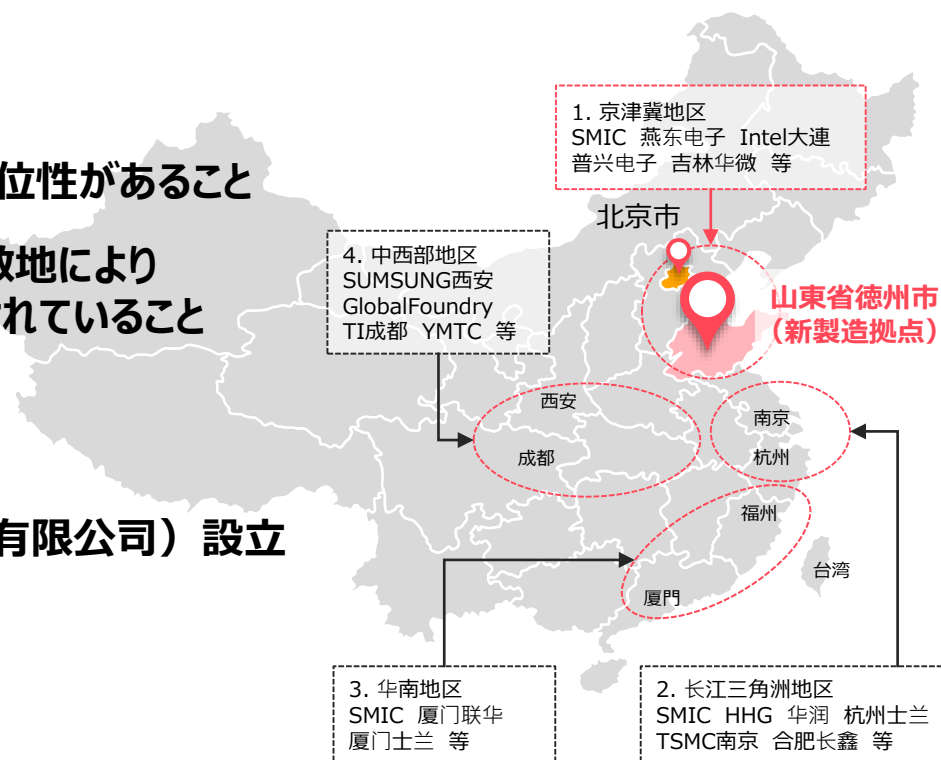 位性があること
敷地により
されていること
有限公司）設立
1. 京津冀地区
SMIC 燕东电子 Intel大連
普兴电子 吉林华微 等
北京市
4. 中西部地区
SUMSUNG西安
GlobalFoundry
TI成都 YMTC 等
山東省徳州市
（新製造拠点）
西安
成都
南京
杭州
福州
厦門
台湾
3. 华南地区
SMIC 厦门联华
厦门士兰 等
2. 长江三角洲地区
SMIC HHG 华润 杭州士兰
TSMC南京 合肥长鑫 等